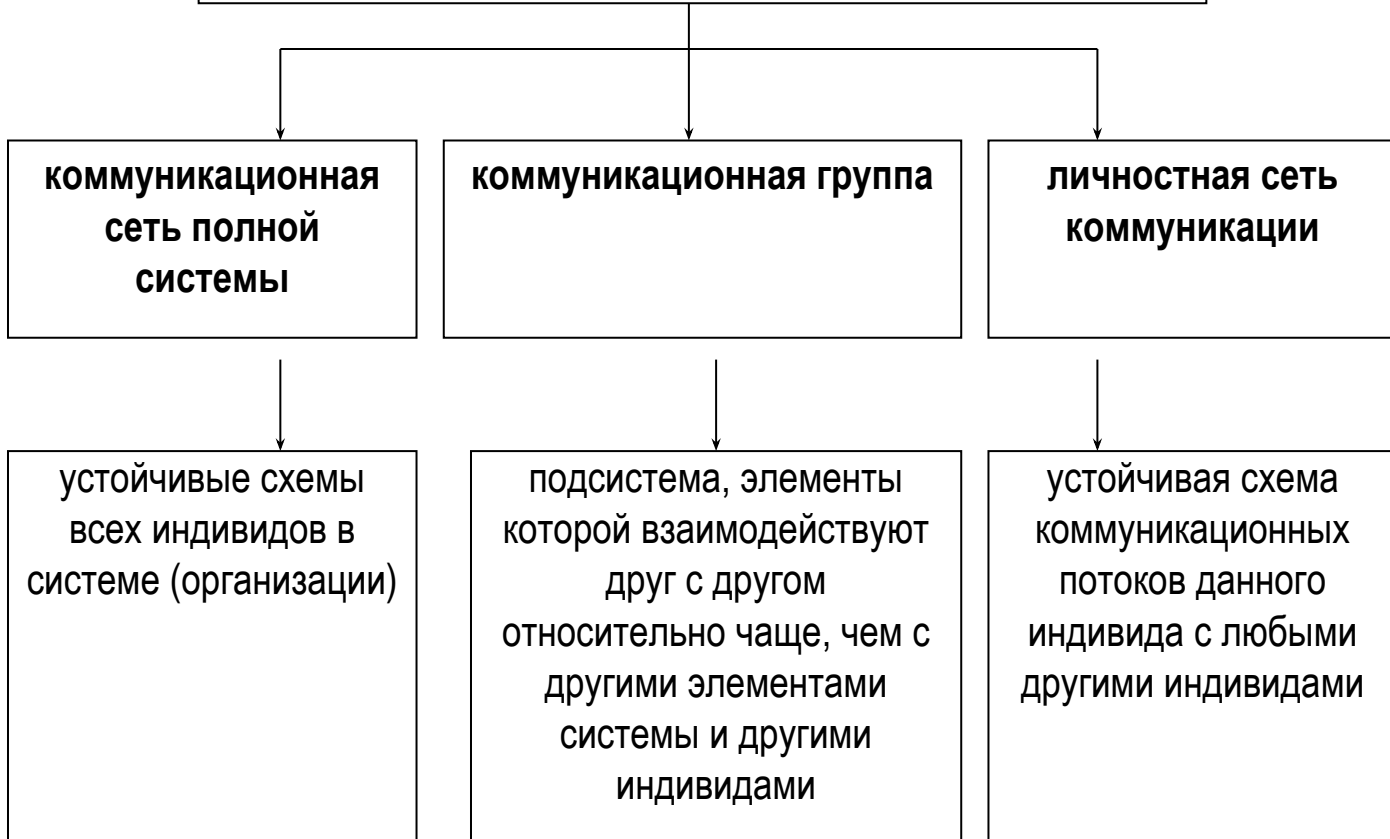 коммуникационная
сеть полной
системы
коммуникационная группа
личностная сеть
коммуникации
устойчивые схемы
всех индивидов в
системе (организации)
подсистема, элементы
которой взаимодействуют
друг с другом
относительно чаще, чем с
другими элементами
системы и другими
индивидами
устойчивая схема
коммуникационных
потоков данного
индивида с любыми
другими индивидами